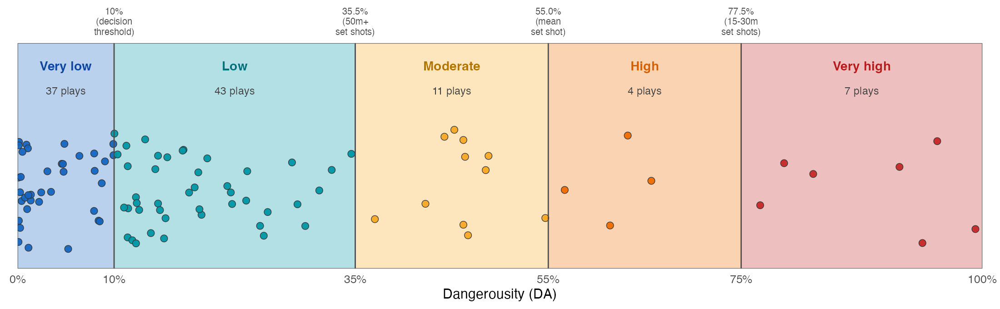 10%
(decision
threshold)
35.5%
(50m+
set shots)
55.0%
(mean
set shot)
77.5%
(15-30m
set shots)
Very low
Low
Moderate
High
Very high
37 plays
43 plays
11 plays
4 plays
7 plays
0%
10%
35%
55%
75%
100%
Dangerousity (DA)